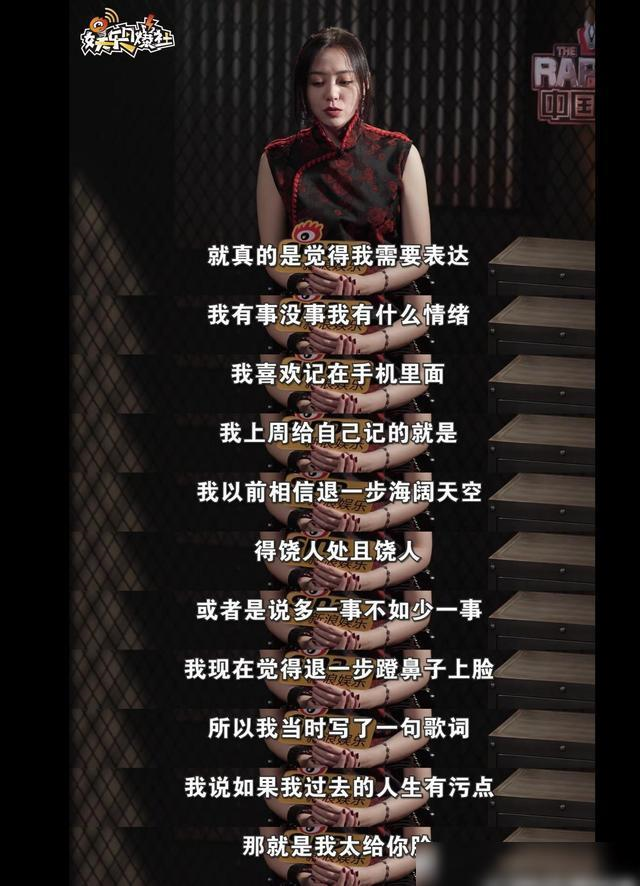 娱乐爆社
THE
RAP
中国
就真的是觉得我需要表达
我有事没事我有什么情绪
我喜欢记在手机里面
我上周给自己记的就是
我以前相信退一步海阔天空
得饶人处且饶人
或者是说多一事不如少一事
新浪娱乐
我现在觉得退一步蹬鼻子上脸
所以我当时写了一句歌词
我说如果我过去的人生有污点
那就是我太给你脸